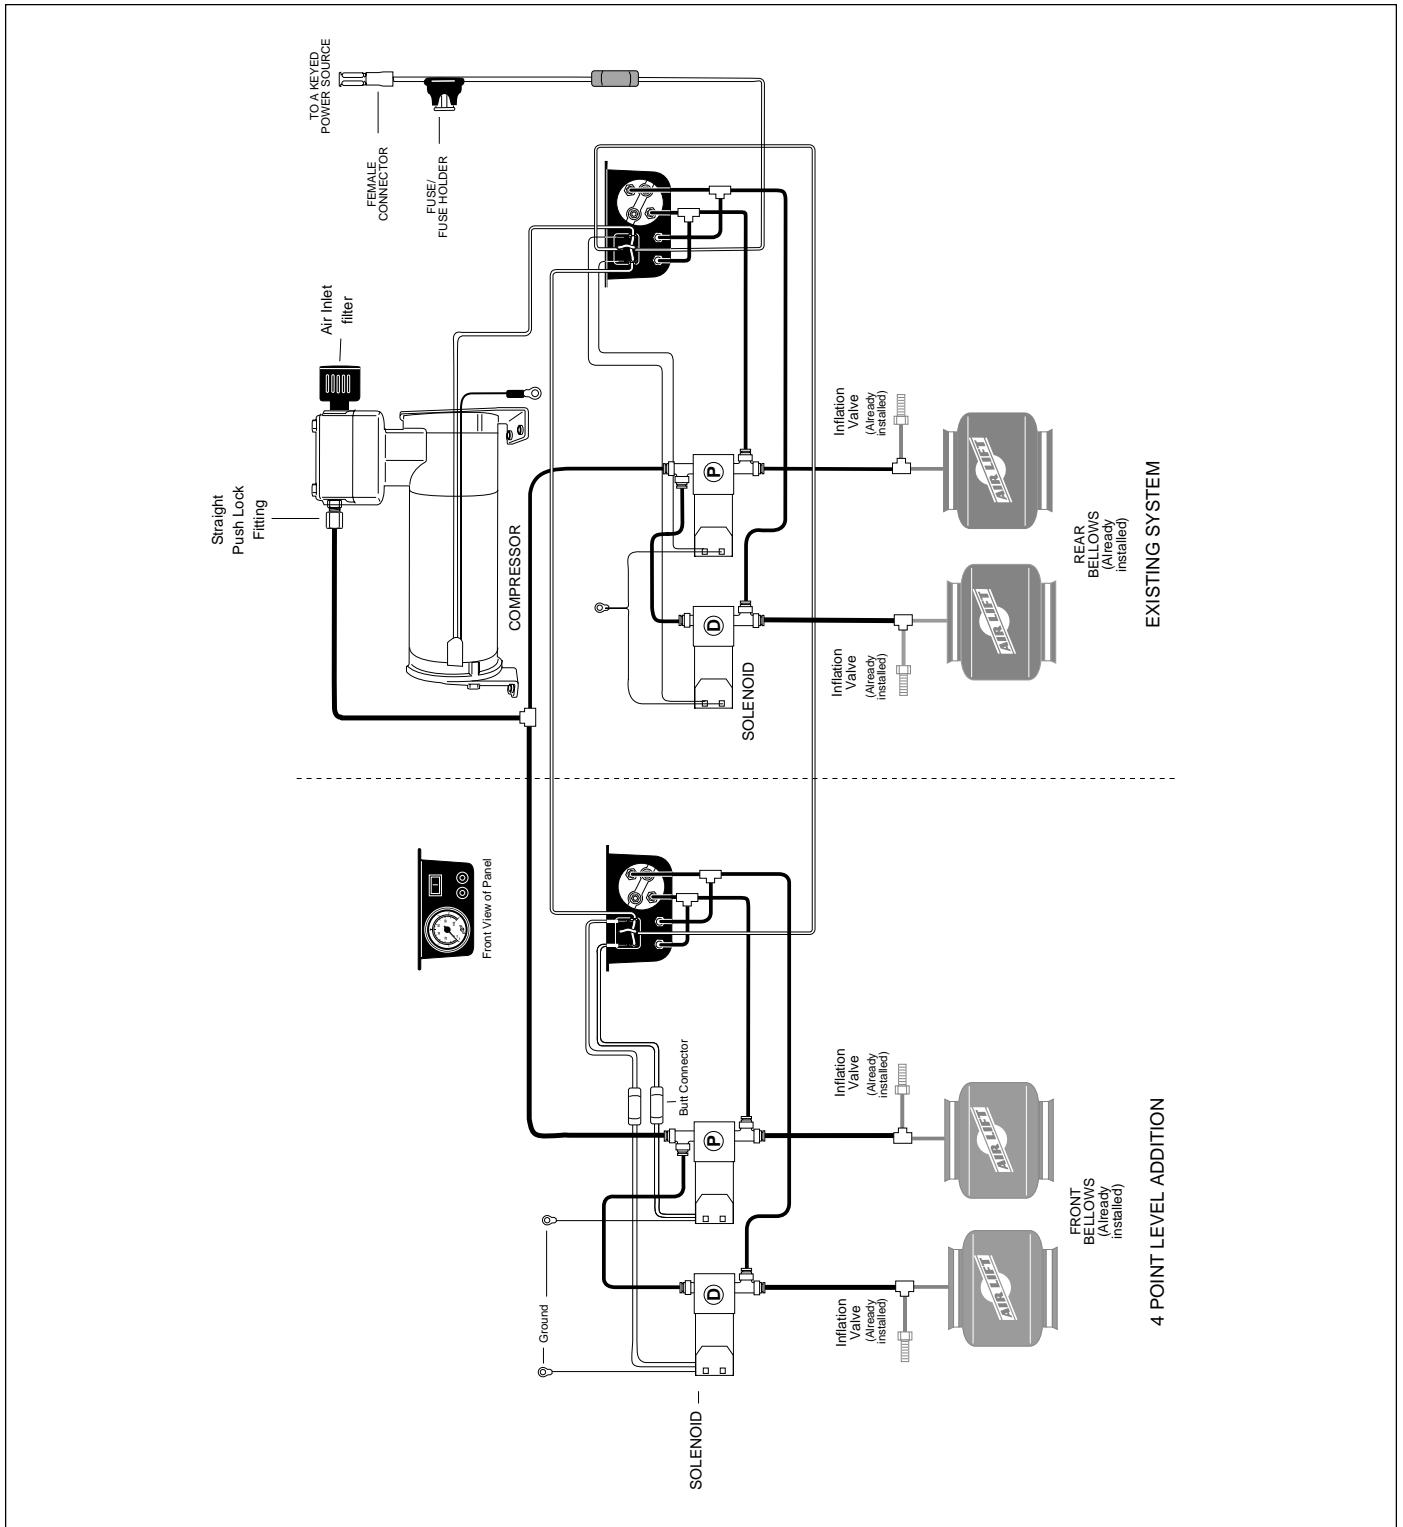 TO A KEYED
POWER SOURCE
FEMALE
CONNECTOR
FUSE/
FUSE HOLDER
Air Inlet
filter
Straight
Push Lock
Fitting
COMPRESSOR
P
D
SOLENOID
Inflation
Valve
(Already
installed)
Inflation
Valve
(Already
installed)
AIR LIFT
AIR LIFT
REAR
BELLOWS
(Already
installed)
EXISTING SYSTEM
Front View of Panel
Butt Connector
P
D
Ground
SOLENOID
Inflation
Valve
(Already
installed)
Inflation
Valve
(Already
installed)
AIR LIFT
AIR LIFT
FRONT
BELLOWS
(Already
installed)
4 POINT LEVEL ADDITION